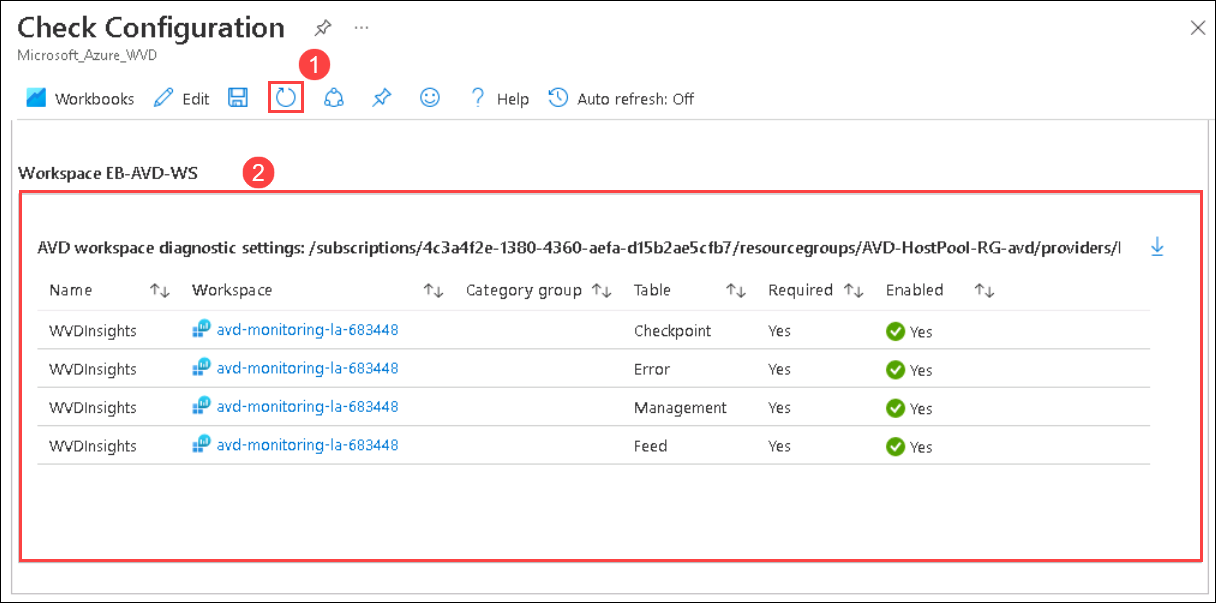 Check Configuration ...
Microsoft_Azure_WVD
1
Workbooks Edit ? Help Auto refresh: Off
Workspace EB-AVD-WS 2
AVD workspace diagnostic settings: /subscriptions/4c3a4f2e-1380-4360-aefa-d15b2ae5cfb7/resourcegroups/AVD-HostPool-RG-avd/providers/
Name Workspace Category group Table Required Enabled
WVDInsights avd-monitoring-la-683448 Checkpoint Yes Yes
WVDInsights avd-monitoring-la-683448 Error Yes Yes
WVDInsights avd-monitoring-la-683448 Management Yes Yes
WVDInsights avd-monitoring-la-683448 Feed Yes Yes